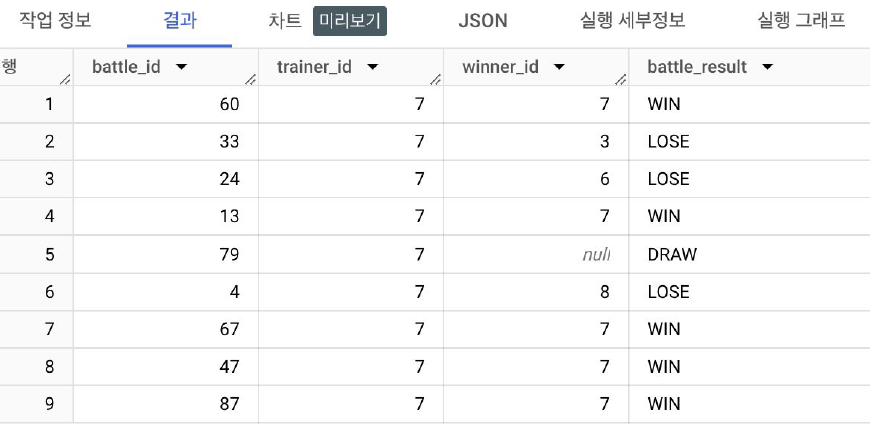 작업 정보 결과 차트 미리보기 JSON 실행 세부정보 실행 그래프
행 battle_id trainer_id winner_id battle_result
1 60 7 7 WIN
2 33 7 3 LOSE
3 24 7 6 LOSE
4 13 7 7 WIN
5 79 7 null DRAW
6 4 7 8 LOSE
7 67 7 7 WIN
8 47 7 7 WIN
9 87 7 7 WIN